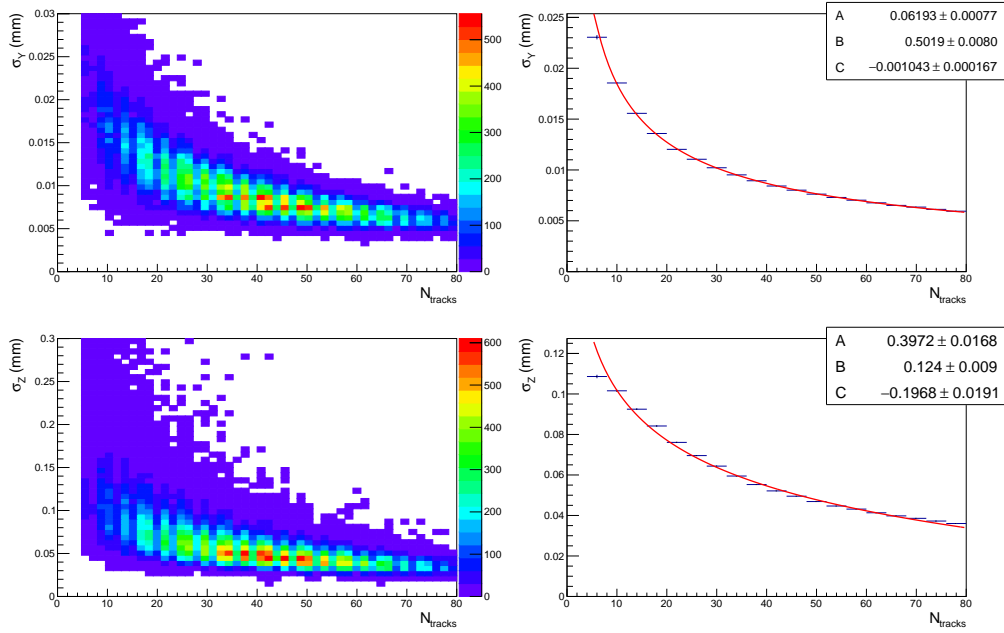 σY (mm)
0.03
0.025
0.02
0.015
0.01
0.005
0
0 10 20 30 40 50 60 70 80
Ntracks
500
400
300
200
100
0
σY (mm)
0.025
0.02
0.015
0.01
0.005
0
0 10 20 30 40 50 60 70 80
Ntracks
A 0.06193 ± 0.00077
B 0.5019 ± 0.0080
C −0.001043 ± 0.000167
σZ (mm)
0.3
0.25
0.2
0.15
0.1
0.05
0
0 10 20 30 40 50 60 70 80
Ntracks
600
500
400
300
200
100
0
σZ (mm)
0.12
0.1
0.08
0.06
0.04
0.02
0
0 10 20 30 40 50 60 70 80
Ntracks
A 0.3972 ± 0.0168
B 0.124 ± 0.009
C −0.1968 ± 0.0191